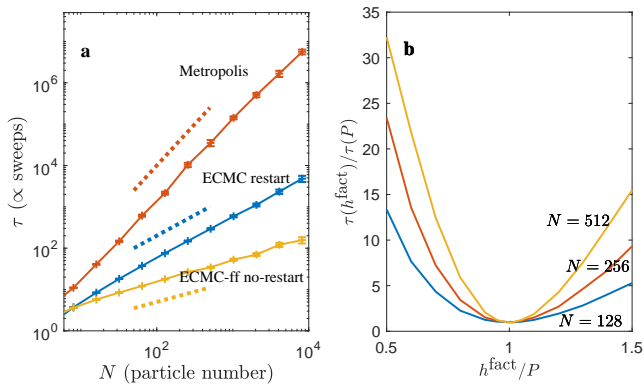 a
Metropolis
ECMC restart
ECMC-ff no-restart
τ (∝ sweeps)
10^0
10^2
10^4
10^6
10^2
10^4
N (particle number)
b
N = 512
N = 256
N = 128
τ(h^fact)/τ(P)
0
5
10
15
20
25
30
35
0.5
1
1.5
h^fact/P